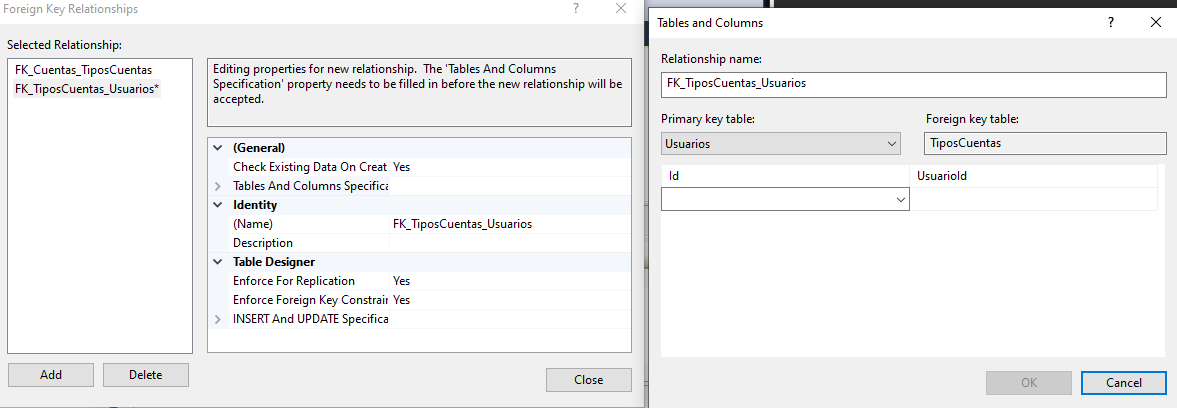 Foreign Key Relationships
?
Selected Relationship:
FK_Cuentas_TiposCuentas
FK_TiposCuentas_Usuarios*
Editing properties for new relationship. The 'Tables And Columns
Specification' property needs to be filled in before the new relationship will be
accepted.
(General)
Check Existing Data On Creat Yes
Tables And Columns Specifica
Identity
(Name) FK_TiposCuentas_Usuarios
Description
Table Designer
Enforce For Replication Yes
Enforce Foreign Key Constrain Yes
INSERT And UPDATE Specifica
Add Delete
Close
Tables and Columns
?
Relationship name:
FK_TiposCuentas_Usuarios
Primary key table: Foreign key table:
Usuarios TiposCuentas
Id UsuarioId
OK Cancel